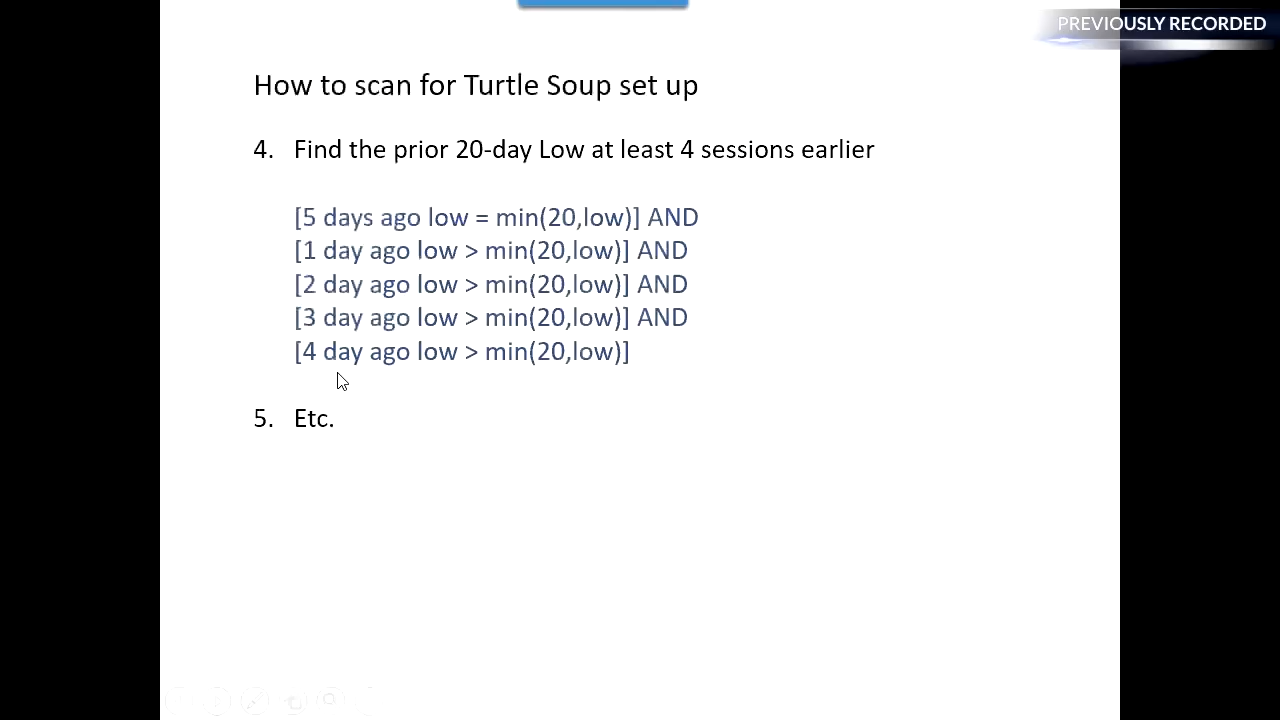 PREVIOUSLY RECORDED
How to scan for Turtle Soup set up
4. Find the prior 20-day Low at least 4 sessions earlier
[5 days ago low = min(20,low)] AND
[1 day ago low > min(20,low)] AND
[2 day ago low > min(20,low)] AND
[3 day ago low > min(20,low)] AND
[4 day ago low > min(20,low)]
5. Etc.